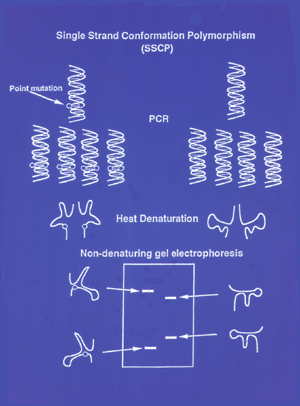 Single Strand Conformation Polymorphism
(SSCP)
Point mutation
PCR
Heat Denaturation
Non-denaturing gel electrophoresis